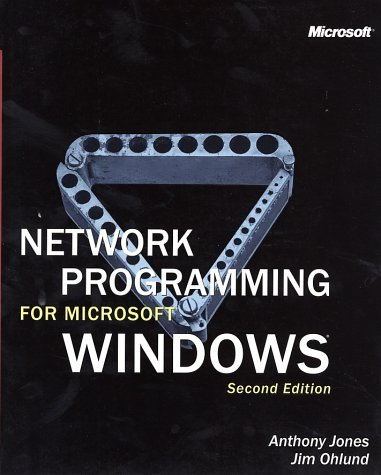 Microsoft®
NETWORK
PROGRAMMING
FOR MICROSOFT
WINDOWS®
Second Edition
Anthony Jones
Jim Ohlund